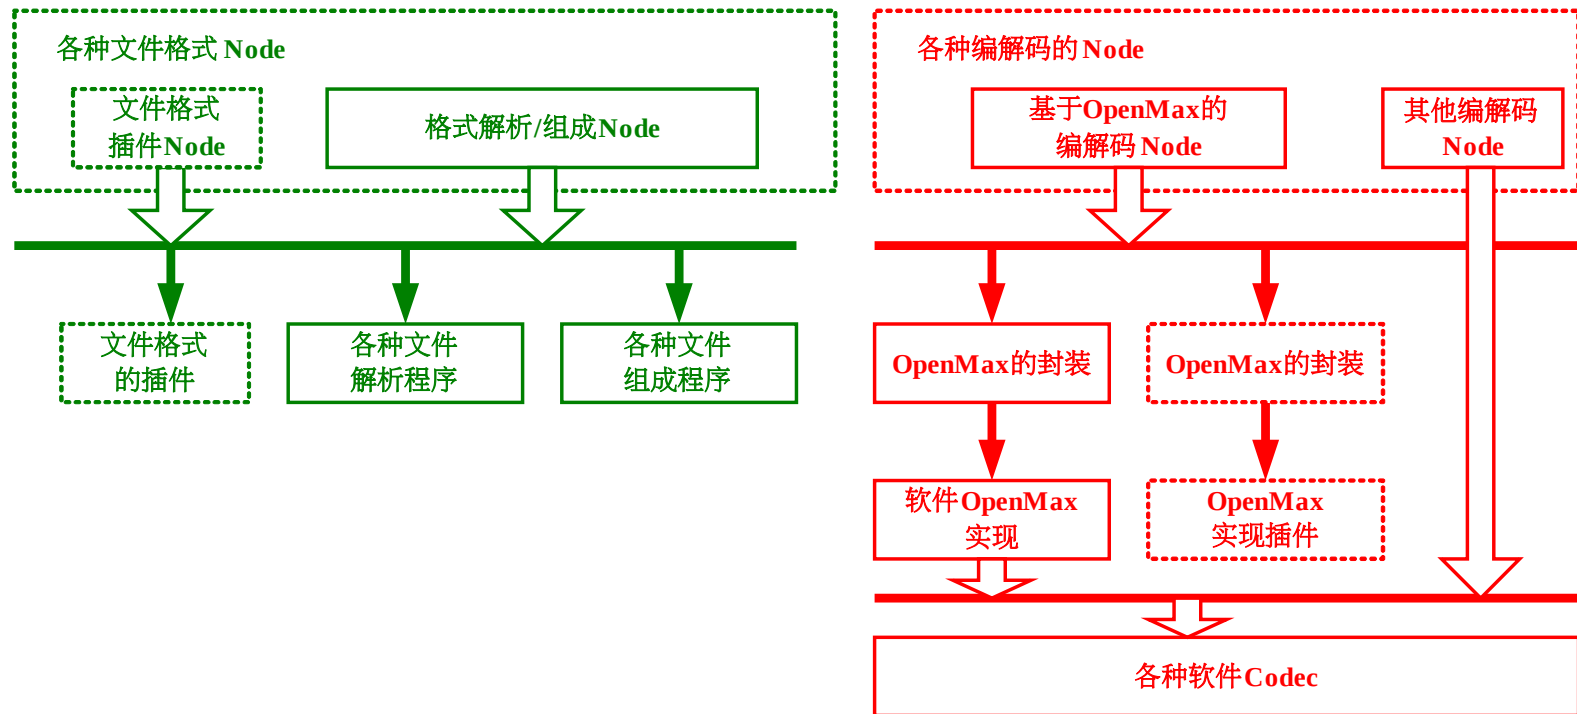 各种文件格式 Node
文件格式
插件Node
格式解析/组成Node
文件格式
的插件
各种文件
解析程序
各种文件
组成程序
各种编解码的Node
基于OpenMax的
编解码 Node
其他编解码
Node
OpenMax的封装
OpenMax的封装
软件OpenMax
实现
OpenMax
实现插件
各种软件Codec